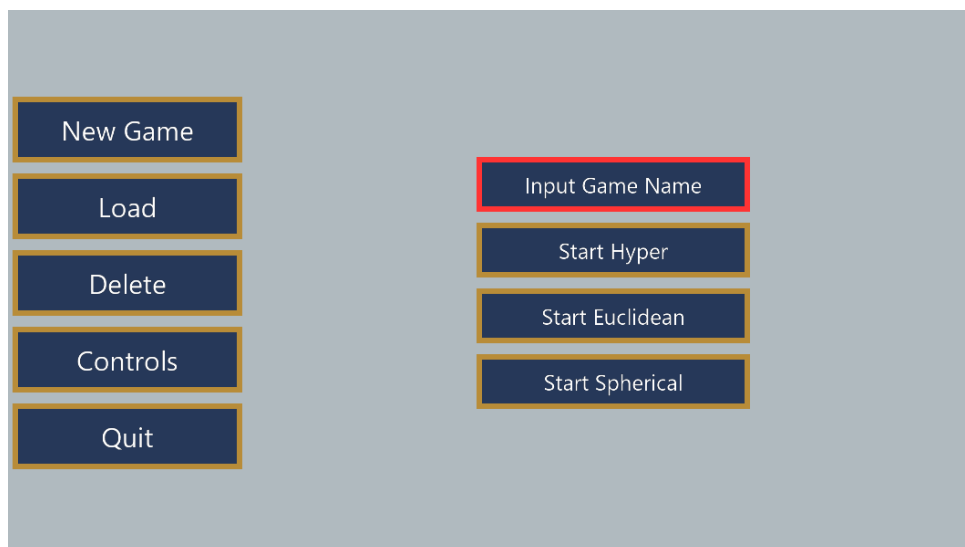 New Game
Load
Delete
Controls
Quit
Input Game Name
Start Hyper
Start Euclidean
Start Spherical